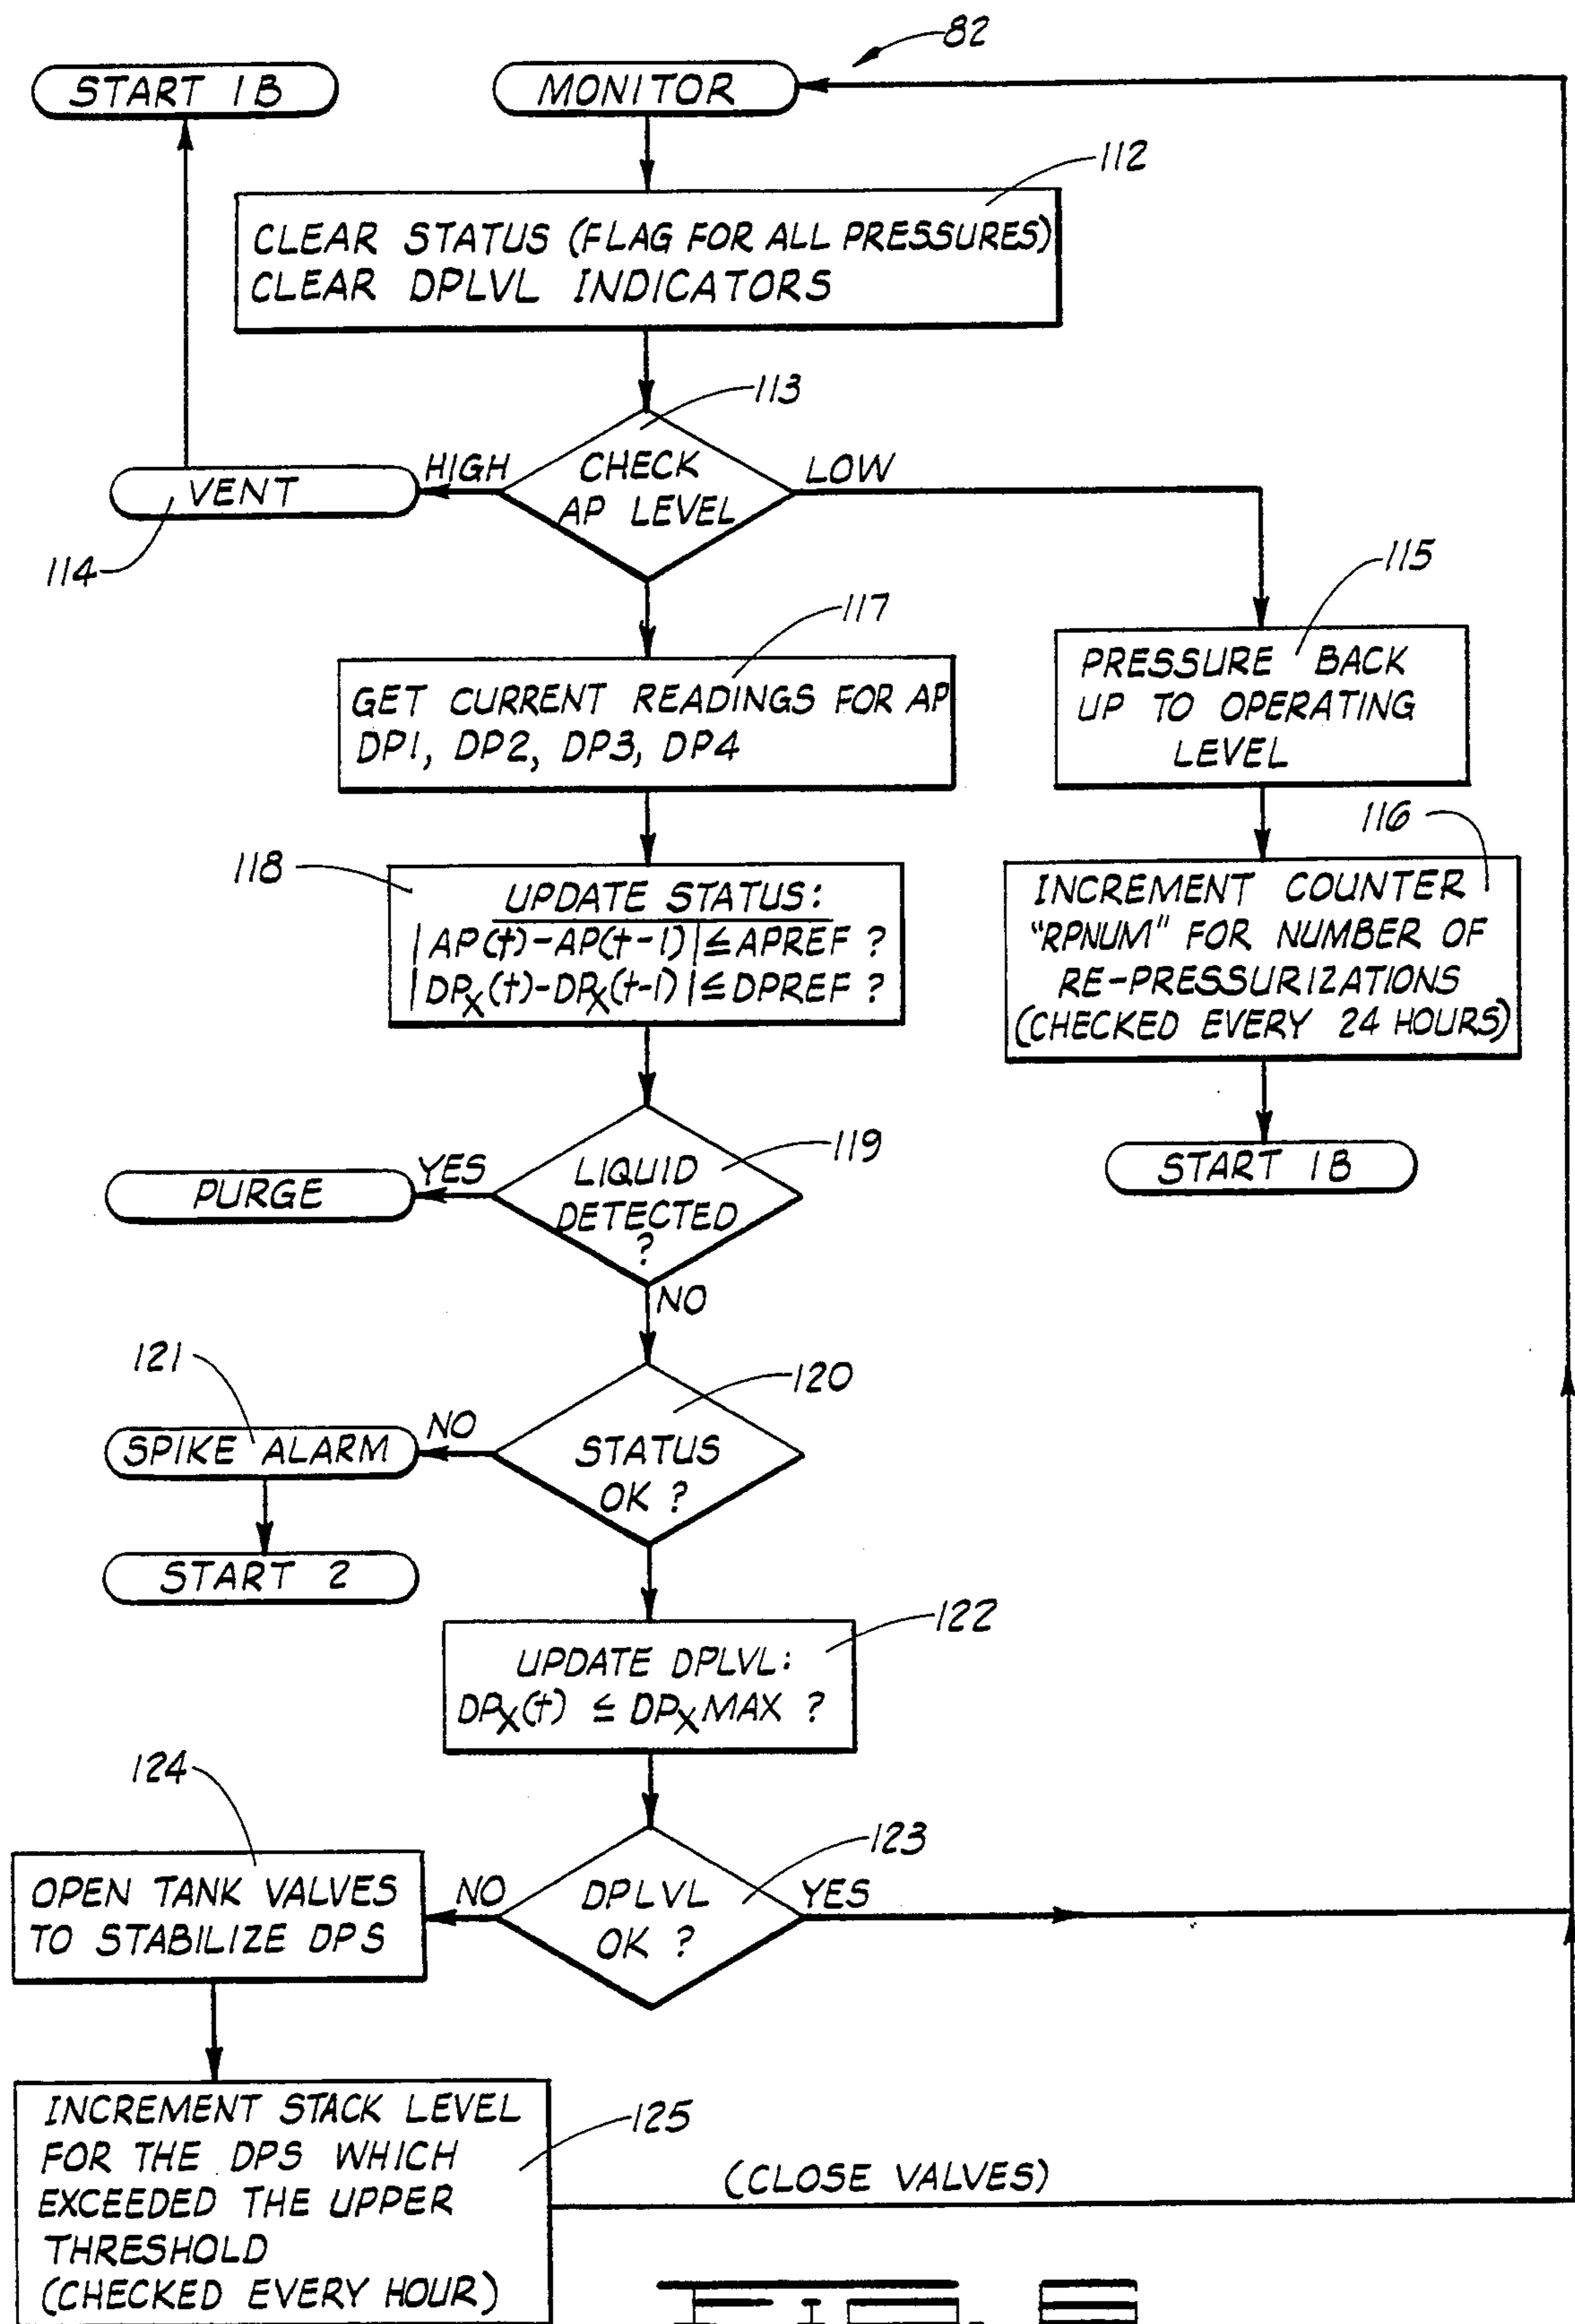 82
START 1B
MONITOR
112
CLEAR STATUS (FLAG FOR ALL PRESSURES)
CLEAR DPLVL INDICATORS
113
HIGH
CHECK
AP LEVEL
LOW
VENT
114
115
PRESSURE BACK
UP TO OPERATING
LEVEL
117
GET CURRENT READINGS FOR AP
DP1, DP2, DP3, DP4
116
INCREMENT COUNTER
"RPNUM" FOR NUMBER OF
RE-PRESSURIZATIONS
(CHECKED EVERY 24 HOURS)
START 1B
118
UPDATE STATUS:
|AP(t)-AP(t-1)|≤APREF ?
|DPX(t)-DPX(t-1)|≤DPREF ?
119
LIQUID
DETECTED
?
YES
PURGE
NO
120
STATUS
OK ?
NO
121
SPIKE ALARM
START 2
122
UPDATE DPLVL:
DPX(t) ≤ DPXMAX ?
123
DPLVL
OK ?
YES
NO
124
OPEN TANK VALVES
TO STABILIZE DPS
125
INCREMENT STACK LEVEL
FOR THE DPS WHICH
EXCEEDED THE UPPER
THRESHOLD
(CHECKED EVERY HOUR)
(CLOSE VALVES)